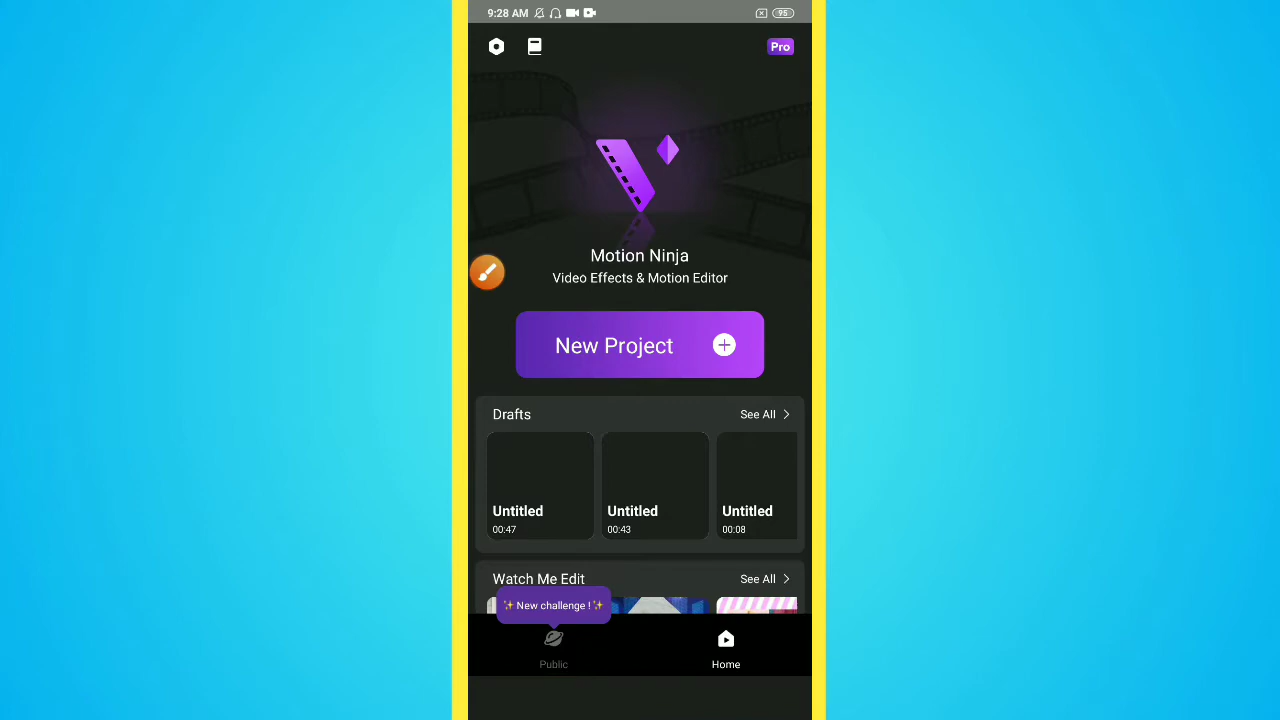 9:28 AM
95
Pro
Motion Ninja
Video Effects & Motion Editor
New Project
Drafts
See All
Untitled
Untitled
Untitled
00:47
00:43
00:08
Watch Me Edit
See All
✨New challenge !✨
Public
Home